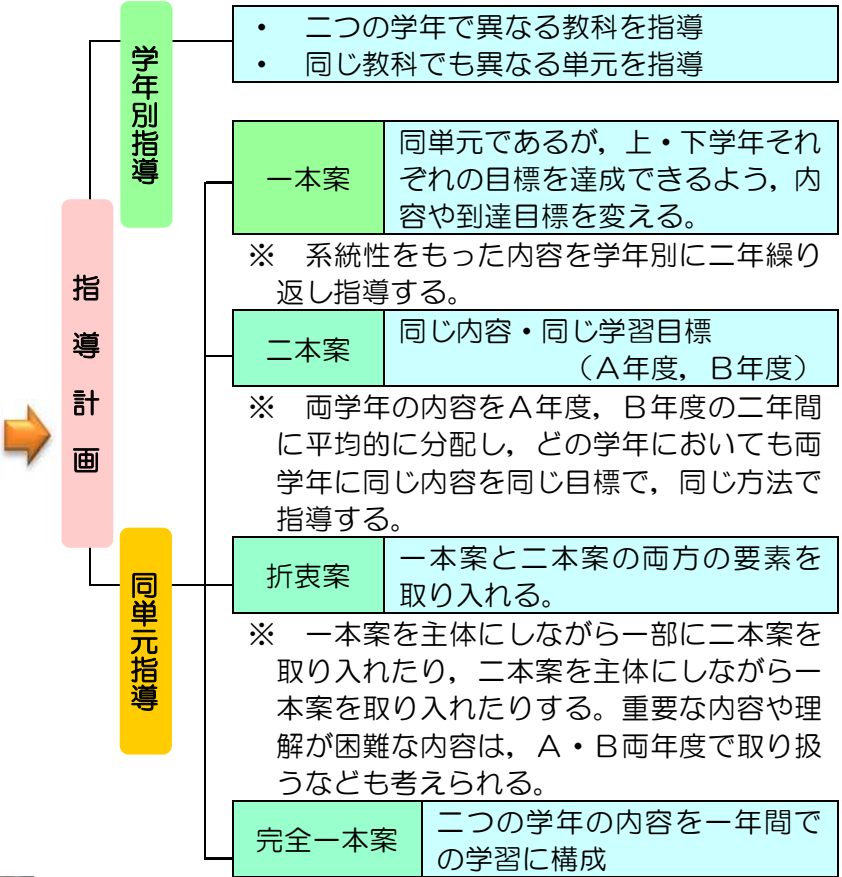 指導計画
学年別指導
・ 二つの学年で異なる教科を指導
・ 同じ教科でも異なる単元を指導
同単元指導
一本案
同単元であるが，上・下学年それ
ぞれの目標を達成できるよう，内
容や到達目標を変える。
※ 系統性をもった内容を学年別に二年繰り
返し指導する。
二本案
同じ内容・同じ学習目標
（Ａ年度，Ｂ年度）
※ 両学年の内容をＡ年度，Ｂ年度の二年間
に平均的に分配し，どの学年においても両
学年に同じ内容を同じ目標で，同じ方法で
指導する。
折衷案
一本案と二本案の両方の要素を
取り入れる。
※ 一本案を主体にしながら一部に二本案を
取り入れたり，二本案を主体にしながら一
本案を取り入れたりする。重要な内容や理
解が困難な内容は，Ａ・Ｂ両年度で取り扱
うなども考えられる。
完全一本案
二つの学年の内容を一年間で
の学習に構成